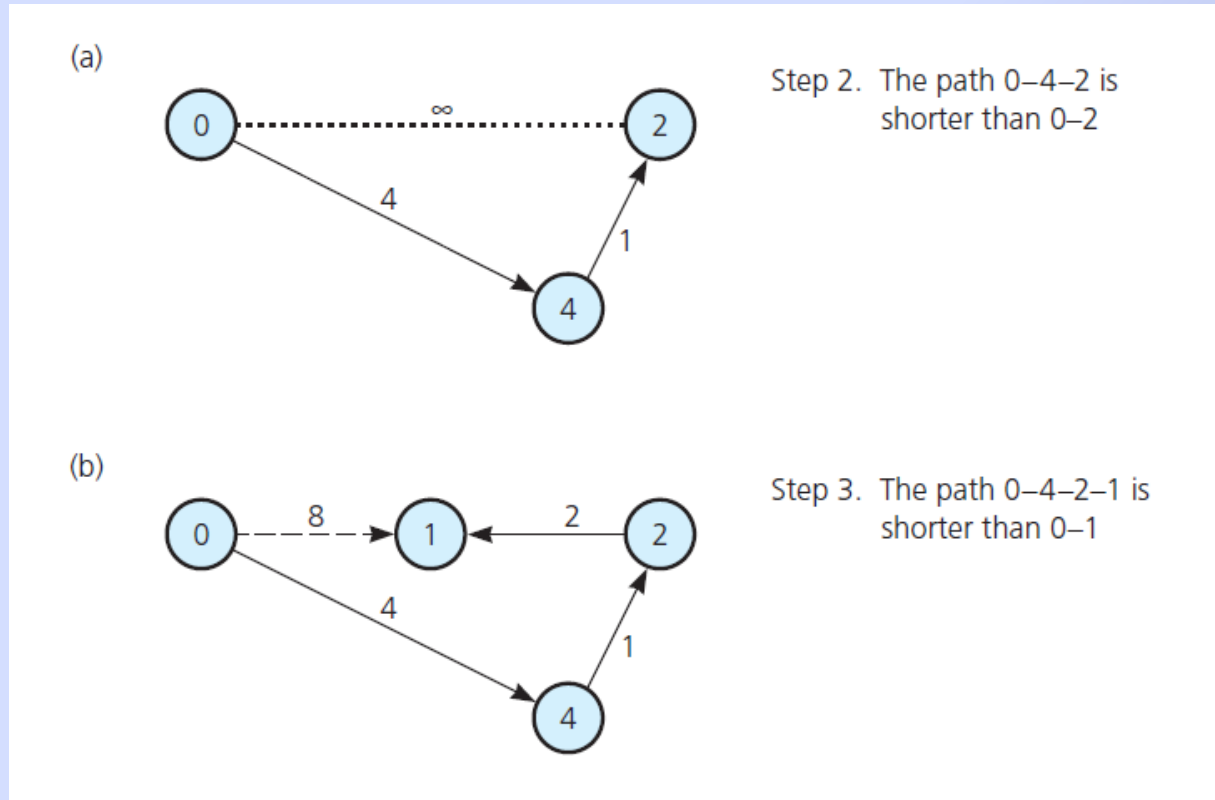 (a)
Step 2. The path 0–4–2 is
shorter than 0–2
0
∞
2
4
1
4
(b)
Step 3. The path 0–4–2–1 is
shorter than 0–1
0
8
1
2
2
4
1
4